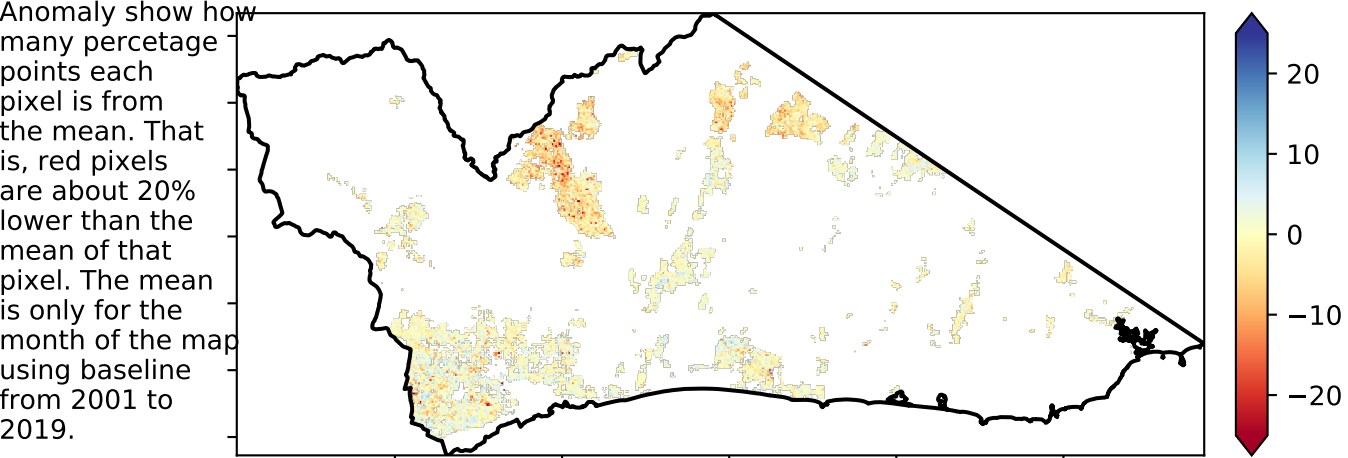 Anomaly show how
many percetage
points each
pixel is from
the mean. That
is, red pixels
are about 20%
lower than the
mean of that
pixel. The mean
is only for the
month of the map
using baseline
from 2001 to
2019.
20
10
0
−10
−20